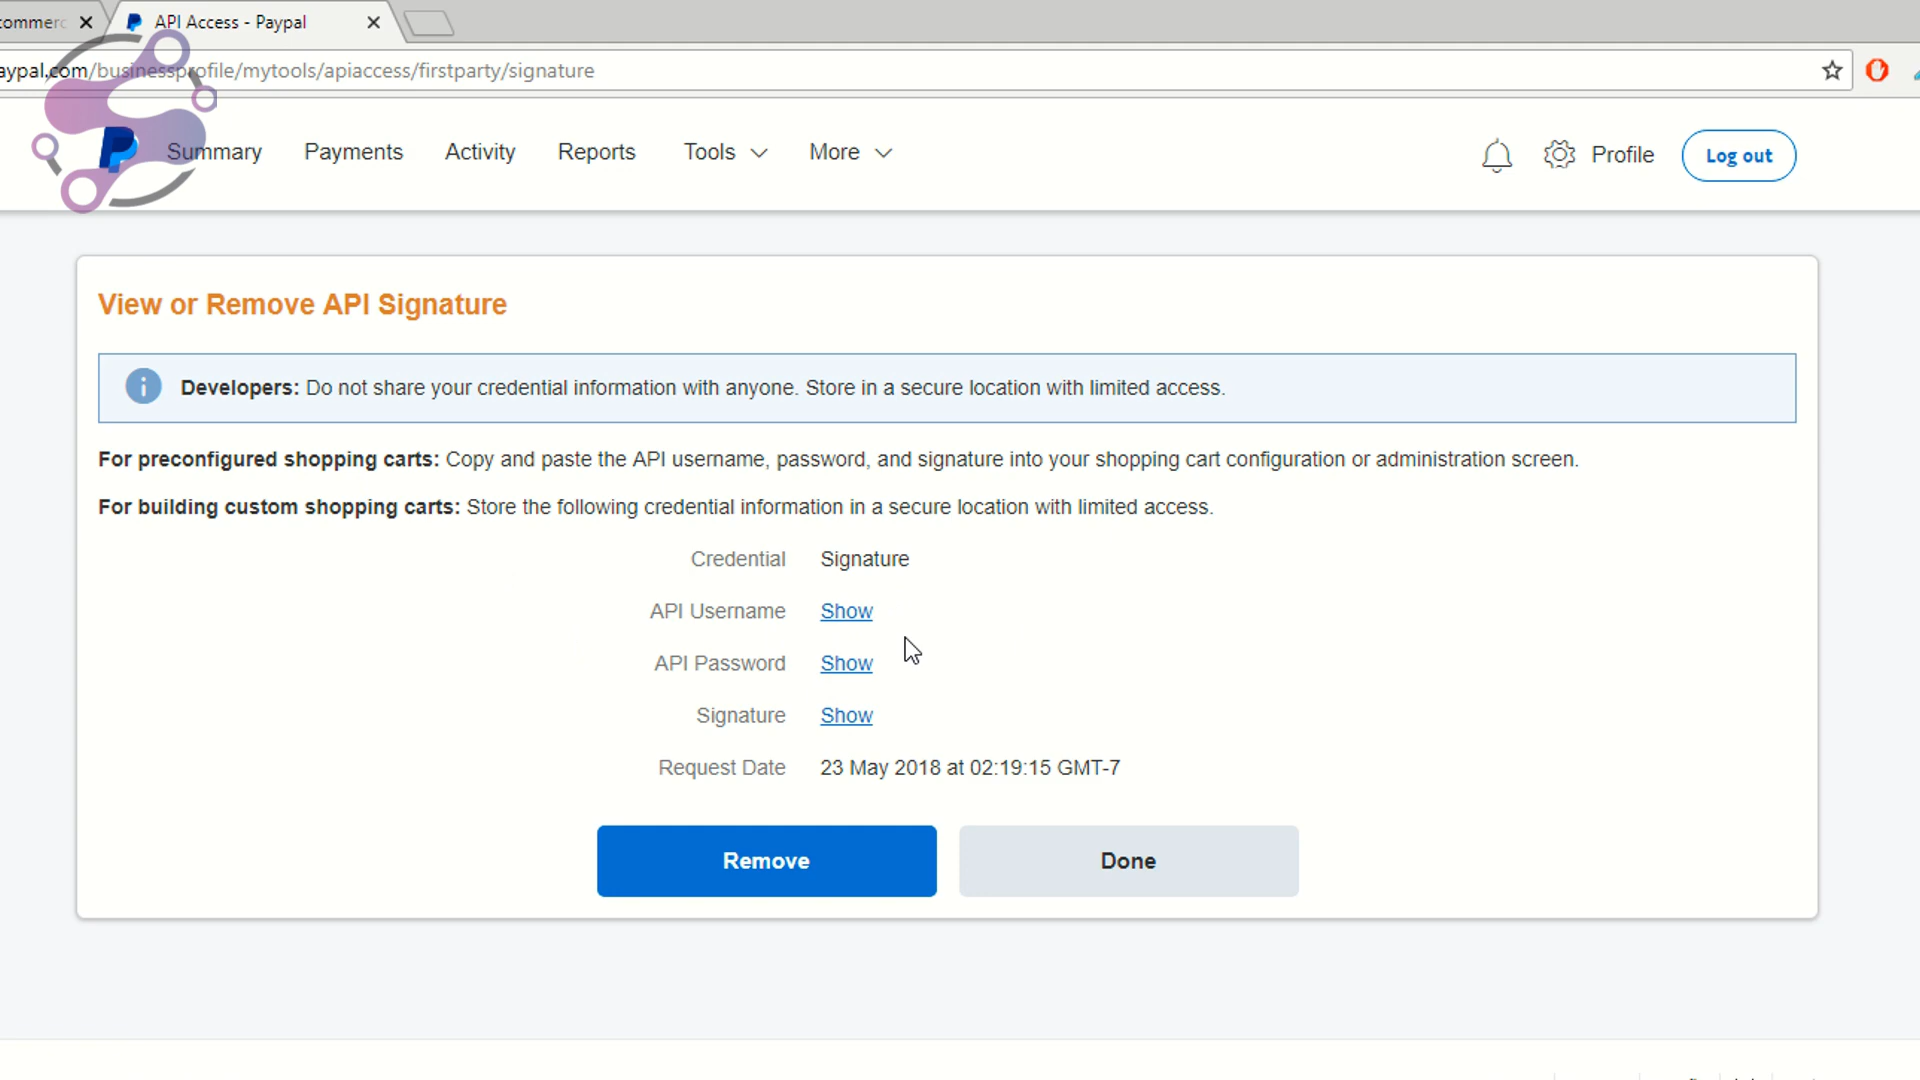 commerc
API Access - Paypal
aypal.com/businessprofile/mytools/apiaccess/firstparty/signature
Summary Payments Activity Reports Tools More Profile Log out
View or Remove API Signature
Developers: Do not share your credential information with anyone. Store in a secure location with limited access.
For preconfigured shopping carts: Copy and paste the API username, password, and signature into your shopping cart configuration or administration screen.
For building custom shopping carts: Store the following credential information in a secure location with limited access.
Credential Signature
API Username Show
API Password Show
Signature Show
Request Date 23 May 2018 at 02:19:15 GMT-7
Remove Done